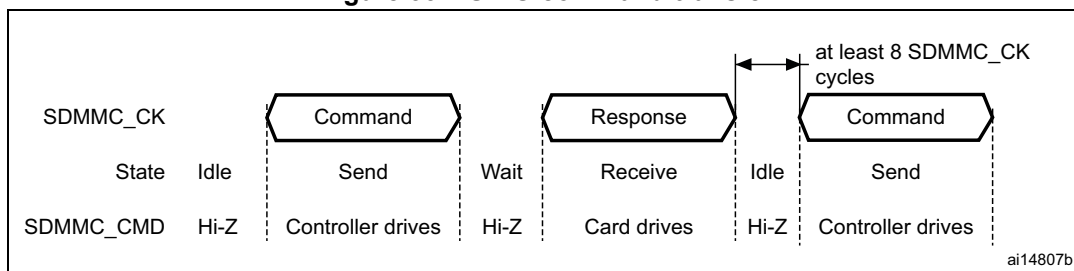 at least 8 SDMMC_CK
cycles
SDMMC_CK Command Response Command
State Idle Send Wait Receive Idle Send
SDMMC_CMD Hi-Z Controller drives Hi-Z Card drives Hi-Z Controller drives
ai14807b